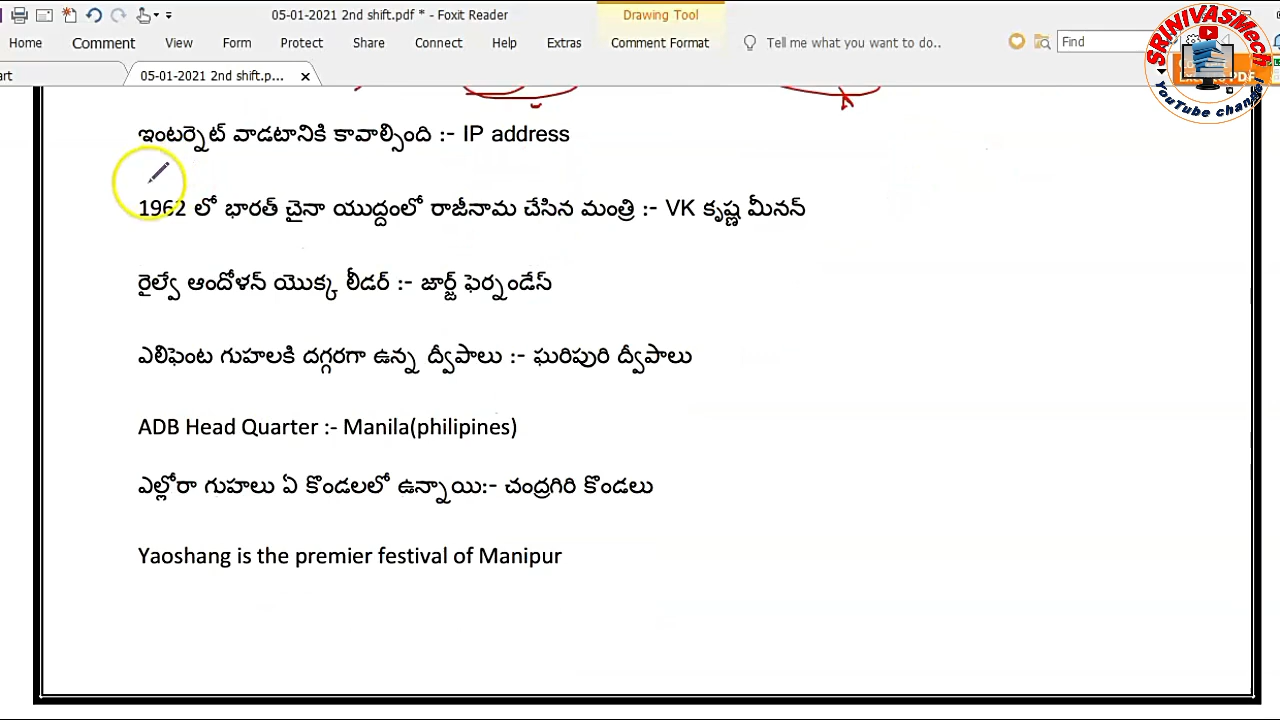 05-01-2021 2nd shift.pdf * - Foxit Reader
Drawing Tool
Home Comment View Form Protect Share Connect Help Extras Comment Format Tell me what you want to do.. Find
art 05-01-2021 2nd shift.p... ×
SRINIVASMech
YouTube channel
ఇంటర్నెట్ వాడటానికి కావాల్సింది :- IP address
1962 లో భారత్ చైనా యుద్దంలో రాజీనామ చేసిన మంత్రి :- VK కృష్ణ మీనన్
రైల్వే ఆందోళన్ యొక్క లీడర్ :- జార్జ్ ఫెర్నండేస్
ఎలిఫెంట గుహలకి దగ్గరగా ఉన్న ద్వీపాలు :- ఘరిపురి ద్వీపాలు
ADB Head Quarter :- Manila(philipines)
ఎల్లోరా గుహలు ఏ కొండలలో ఉన్నాయి:- చంద్రగిరి కొండలు
Yaoshang is the premier festival of Manipur